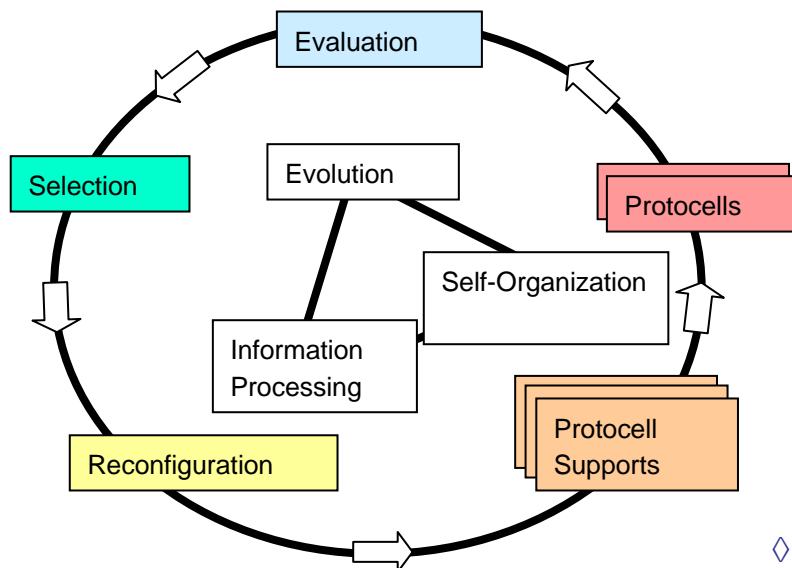 Evaluation
Selection
Evolution
Protocells
Self-Organization
Information
Processing
Protocell
Supports
Reconfiguration